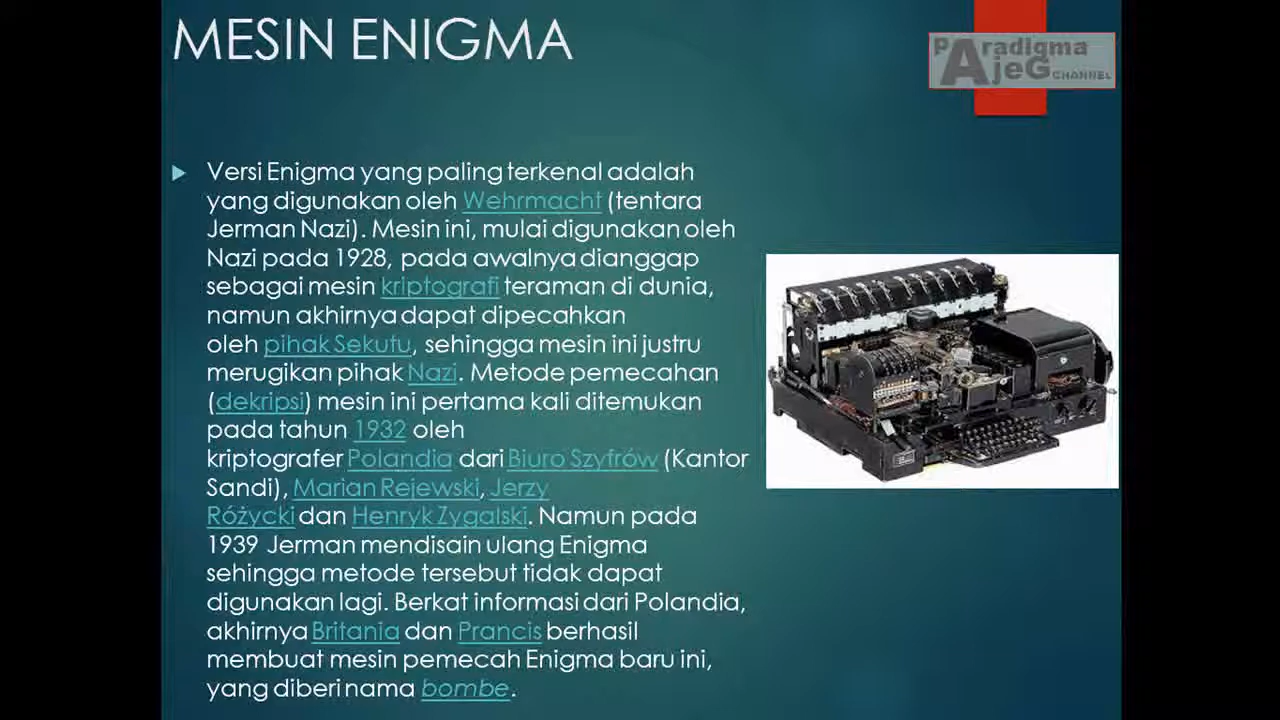 MESIN ENIGMA
Paradigma
AjeG CHANNEL
Versi Enigma yang paling terkenal adalah
yang digunakan oleh Wehrmacht (tentara
Jerman Nazi). Mesin ini, mulai digunakan oleh
Nazi pada 1928, pada awalnya dianggap
sebagai mesin kriptografi teraman di dunia,
namun akhirnya dapat dipecahkan
oleh pihak Sekutu, sehingga mesin ini justru
merugikan pihak Nazi. Metode pemecahan
(dekripsi) mesin ini pertama kali ditemukan
pada tahun 1932 oleh
kriptografer Polandia dari Biuro Szyfrów (Kantor
Sandi), Marian Rejewski, Jerzy
Różycki dan Henryk Zygalski. Namun pada
1939 Jerman mendisain ulang Enigma
sehingga metode tersebut tidak dapat
digunakan lagi. Berkat informasi dari Polandia,
akhirnya Britania dan Prancis berhasil
membuat mesin pemecah Enigma baru ini,
yang diberi nama bombe.